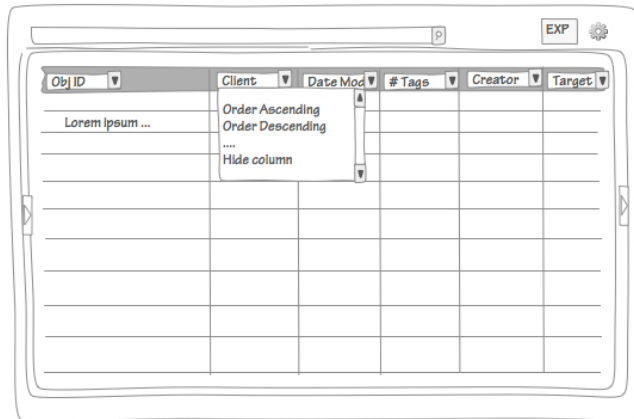 EXP
Obj ID
Client
Date Mod
# Tags
Creator
Target
Order Ascending
Lorem Ipsum ...
Order Descending
....
Hide column